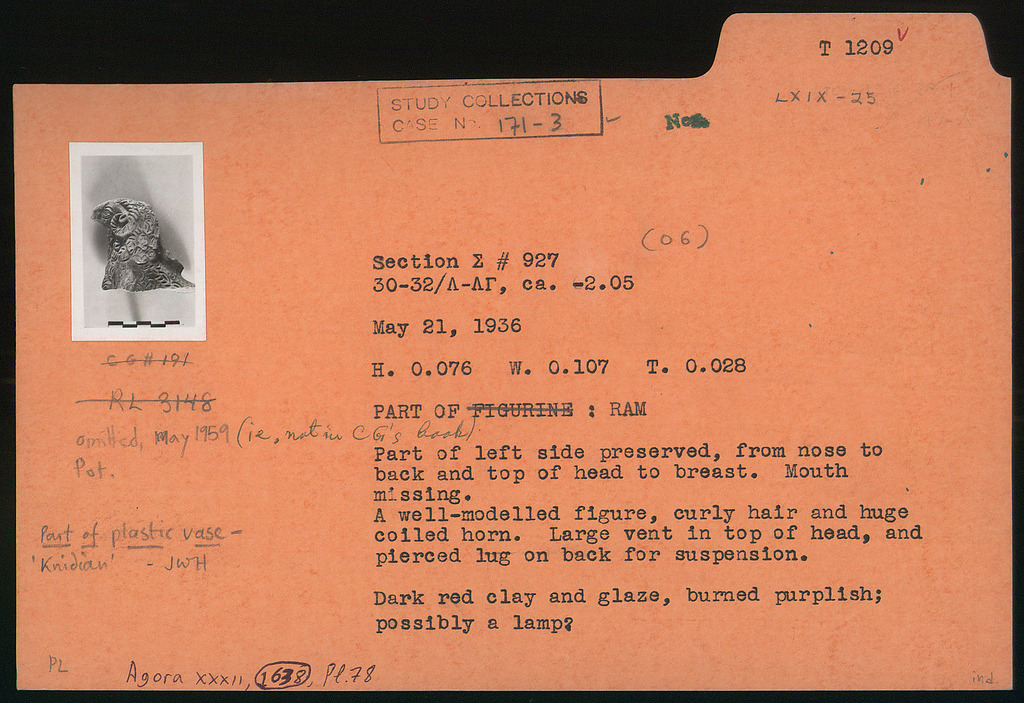 T 1209
LXIX-25
STUDY COLLECTIONS
CASE No. 171-3
(06)
Section Σ # 927
30-32/Λ-ΛΓ, ca. -2.05
May 21, 1936
H. 0.076 W. 0.107 T. 0.028
PART OF FIGURINE : RAM
Part of left side preserved, from nose to
back and top of head to breast. Mouth
missing.
A well-modelled figure, curly hair and huge
coiled horn. Large vent in top of head, and
pierced lug on back for suspension.
Dark red clay and glaze, burned purplish;
possibly a lamp?
CG# 191
RL 3148
omitted, may 1959 (ie, not in CG's book).
Pot.
Part of plastic vase -
'Knidian' - JWH
PL
Agora XXXII, 1638, Pl.78
ind.